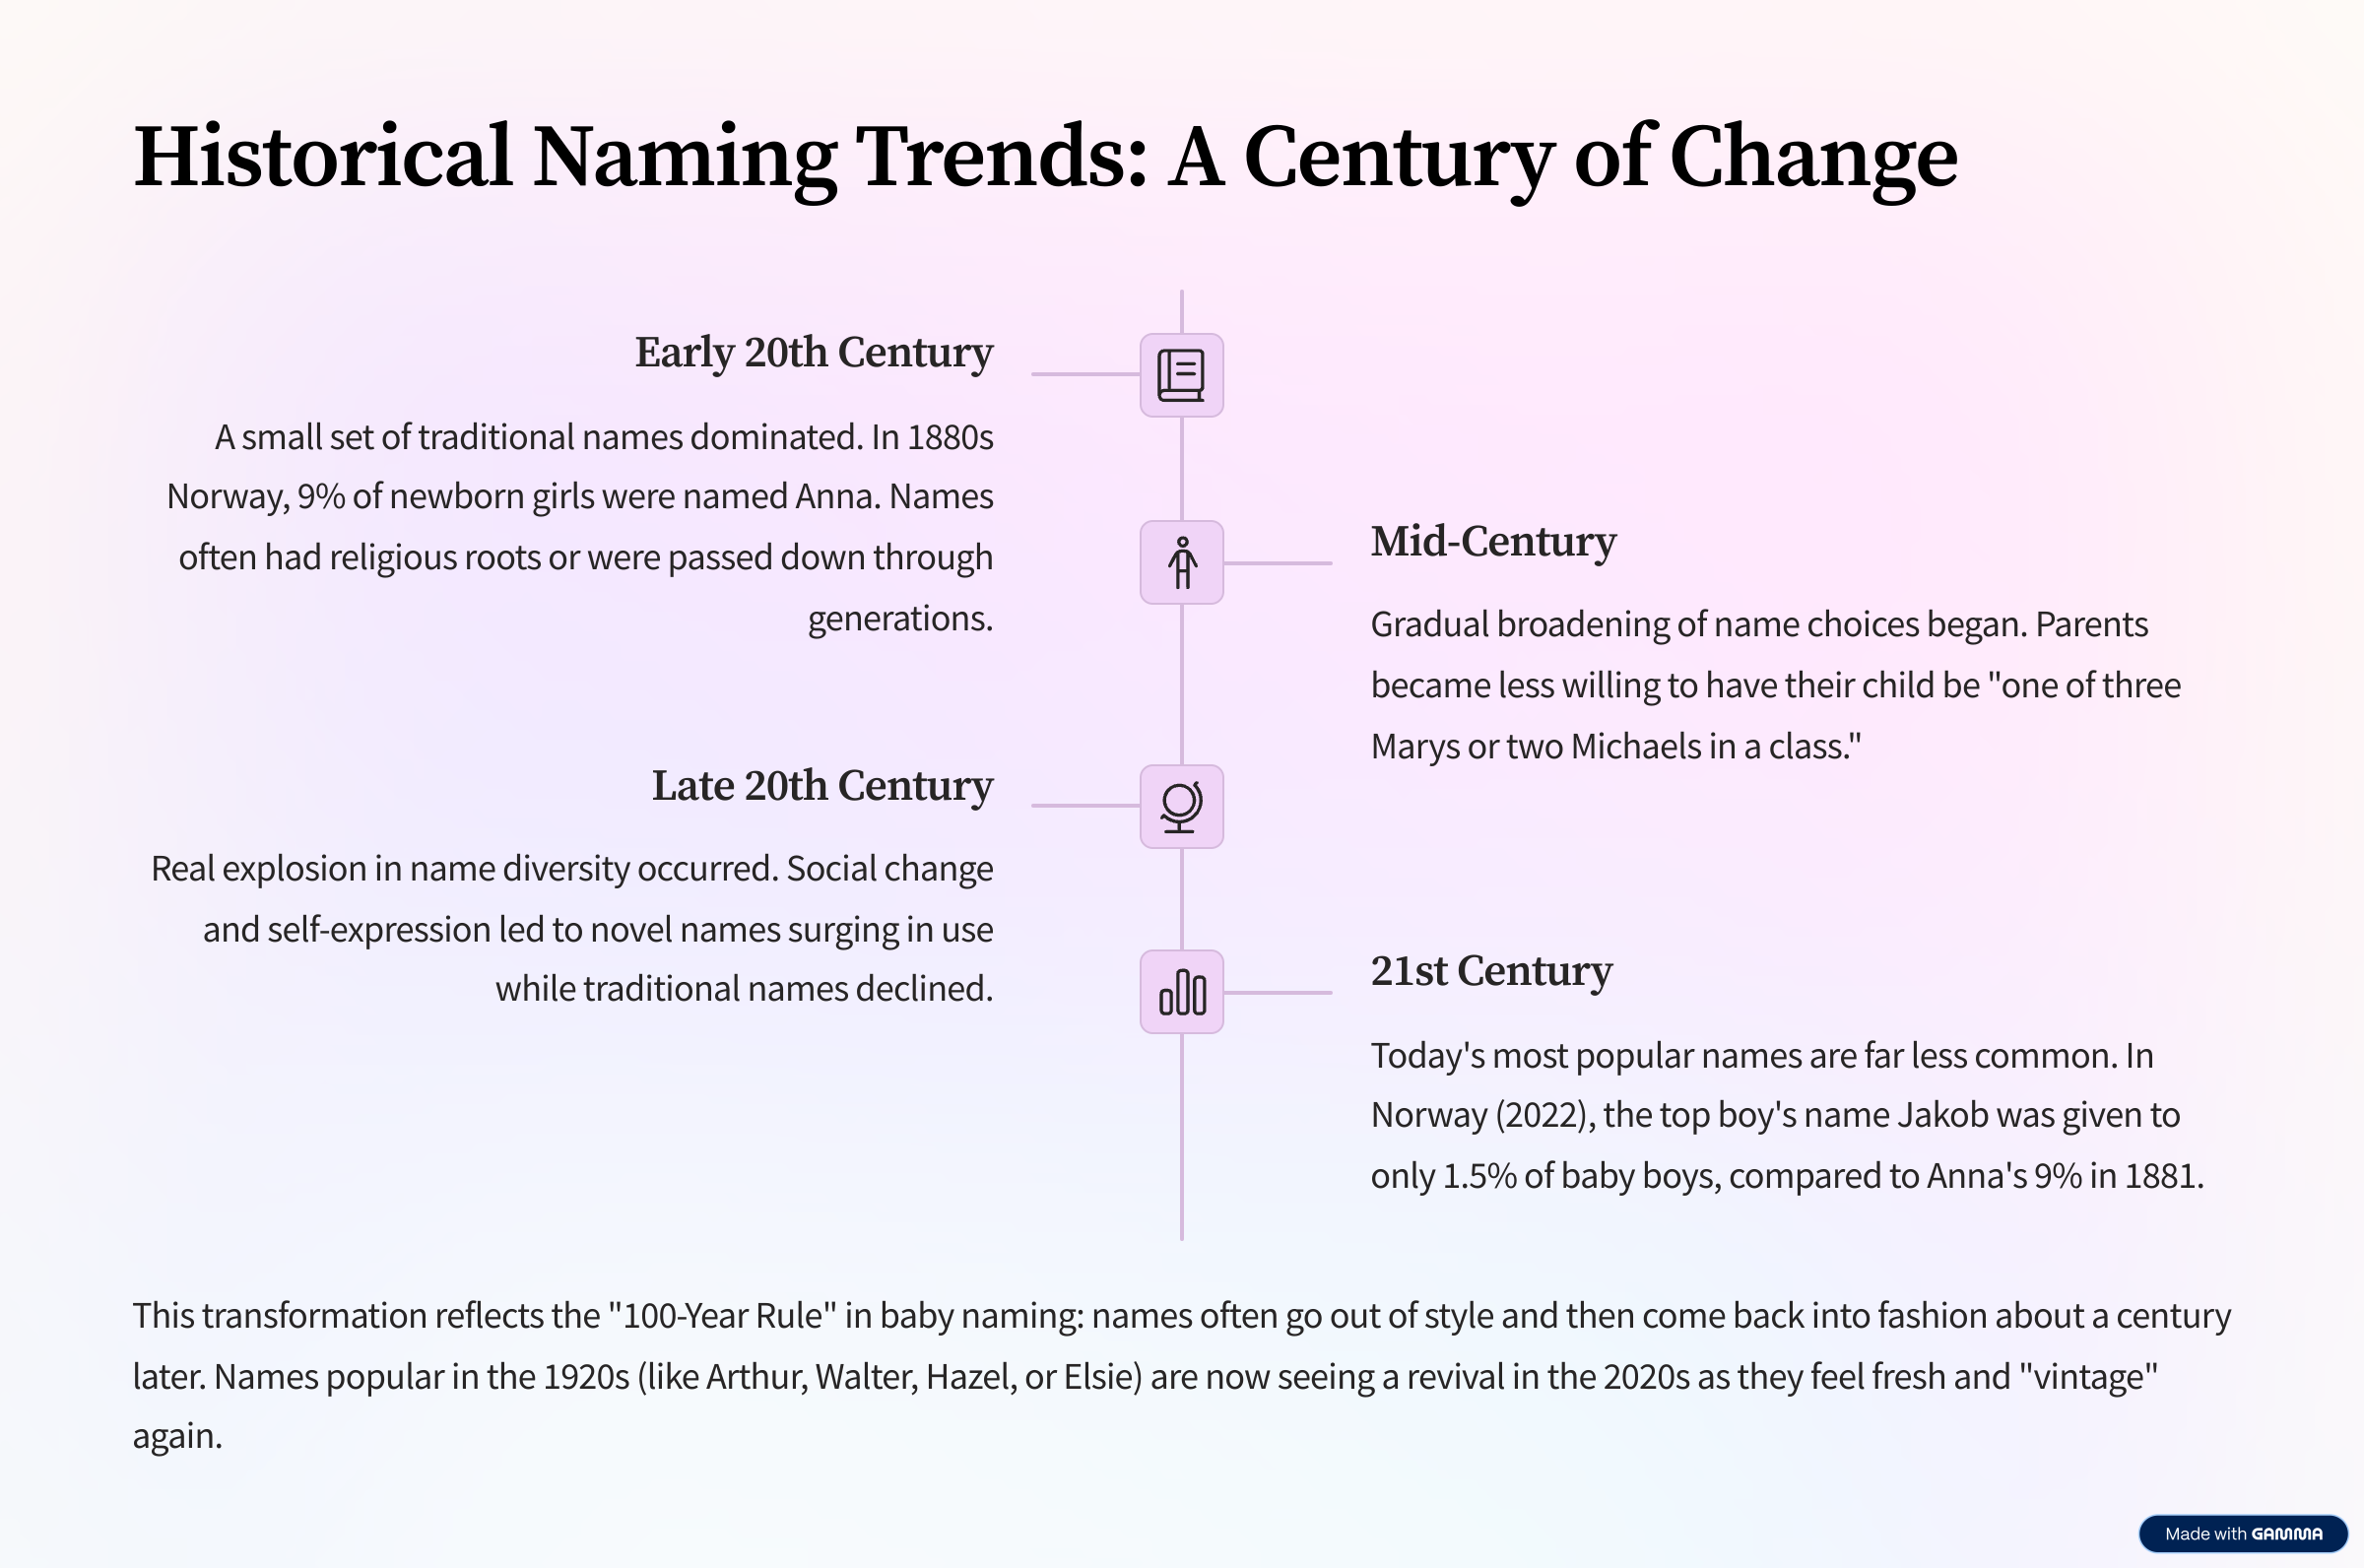 Historical Naming Trends: A Century of Change
Early 20th Century
A small set of traditional names dominated. In 1880s
Norway, 9% of newborn girls were named Anna. Names
often had religious roots or were passed down through
generations.
Mid-Century
Gradual broadening of name choices began. Parents
became less willing to have their child be "one of three
Marys or two Michaels in a class."
Late 20th Century
Real explosion in name diversity occurred. Social change
and self-expression led to novel names surging in use
while traditional names declined.
21st Century
Today's most popular names are far less common. In
Norway (2022), the top boy's name Jakob was given to
only 1.5% of baby boys, compared to Anna's 9% in 1881.
This transformation reflects the "100-Year Rule" in baby naming: names often go out of style and then come back into fashion about a century
later. Names popular in the 1920s (like Arthur, Walter, Hazel, or Elsie) are now seeing a revival in the 2020s as they feel fresh and "vintage"
again.
Made with GAMMA